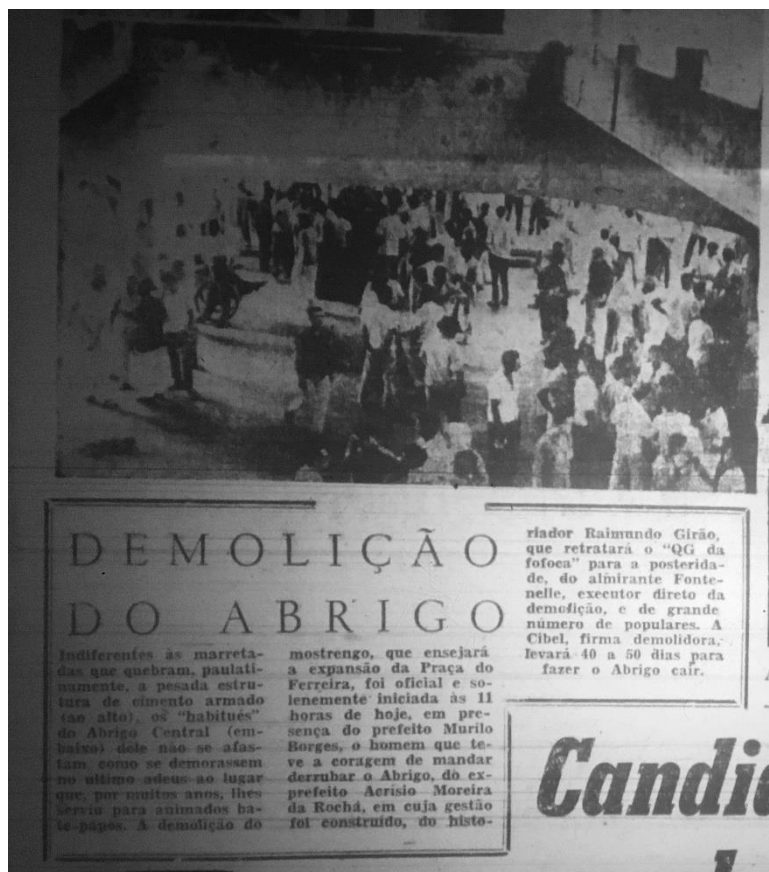 DEMOLIÇÃO
DO ABRIGO
Indiferentes às marreta-
das que quebram, paulati-
namente, a pesada estru-
tura de cimento armado
(ao alto), os "habitués"
do Abrigo Central (em-
baixo) dele não se afas-
tam, como se demorassem
no ultimo adeus ao lugar
que, por muitos anos, lhes
serviu para animados ba-
te-papos. A demolição do
mostrengo, que ensejará
a expansão da Praça do
Ferreira, foi oficial e so-
lenemente iniciada às 11
horas de hoje, em pre-
sença do prefeito Murilo
Borges, o homem que te-
ve a coragem de mandar
derrubar o Abrigo, do ex-
prefeito Acrisio Moreira
da Rocha, em cuja gestão
foi construído, do histo-
riador Raimundo Girão,
que retratará o "QG da
fofoca" para a posterida-
de, do almirante Fonte-
nelle, executor direto da
demolição, e de grande
número de populares. A
Cibel, firma demolidora,
levará 40 a 50 dias para
fazer o Abrigo cair.